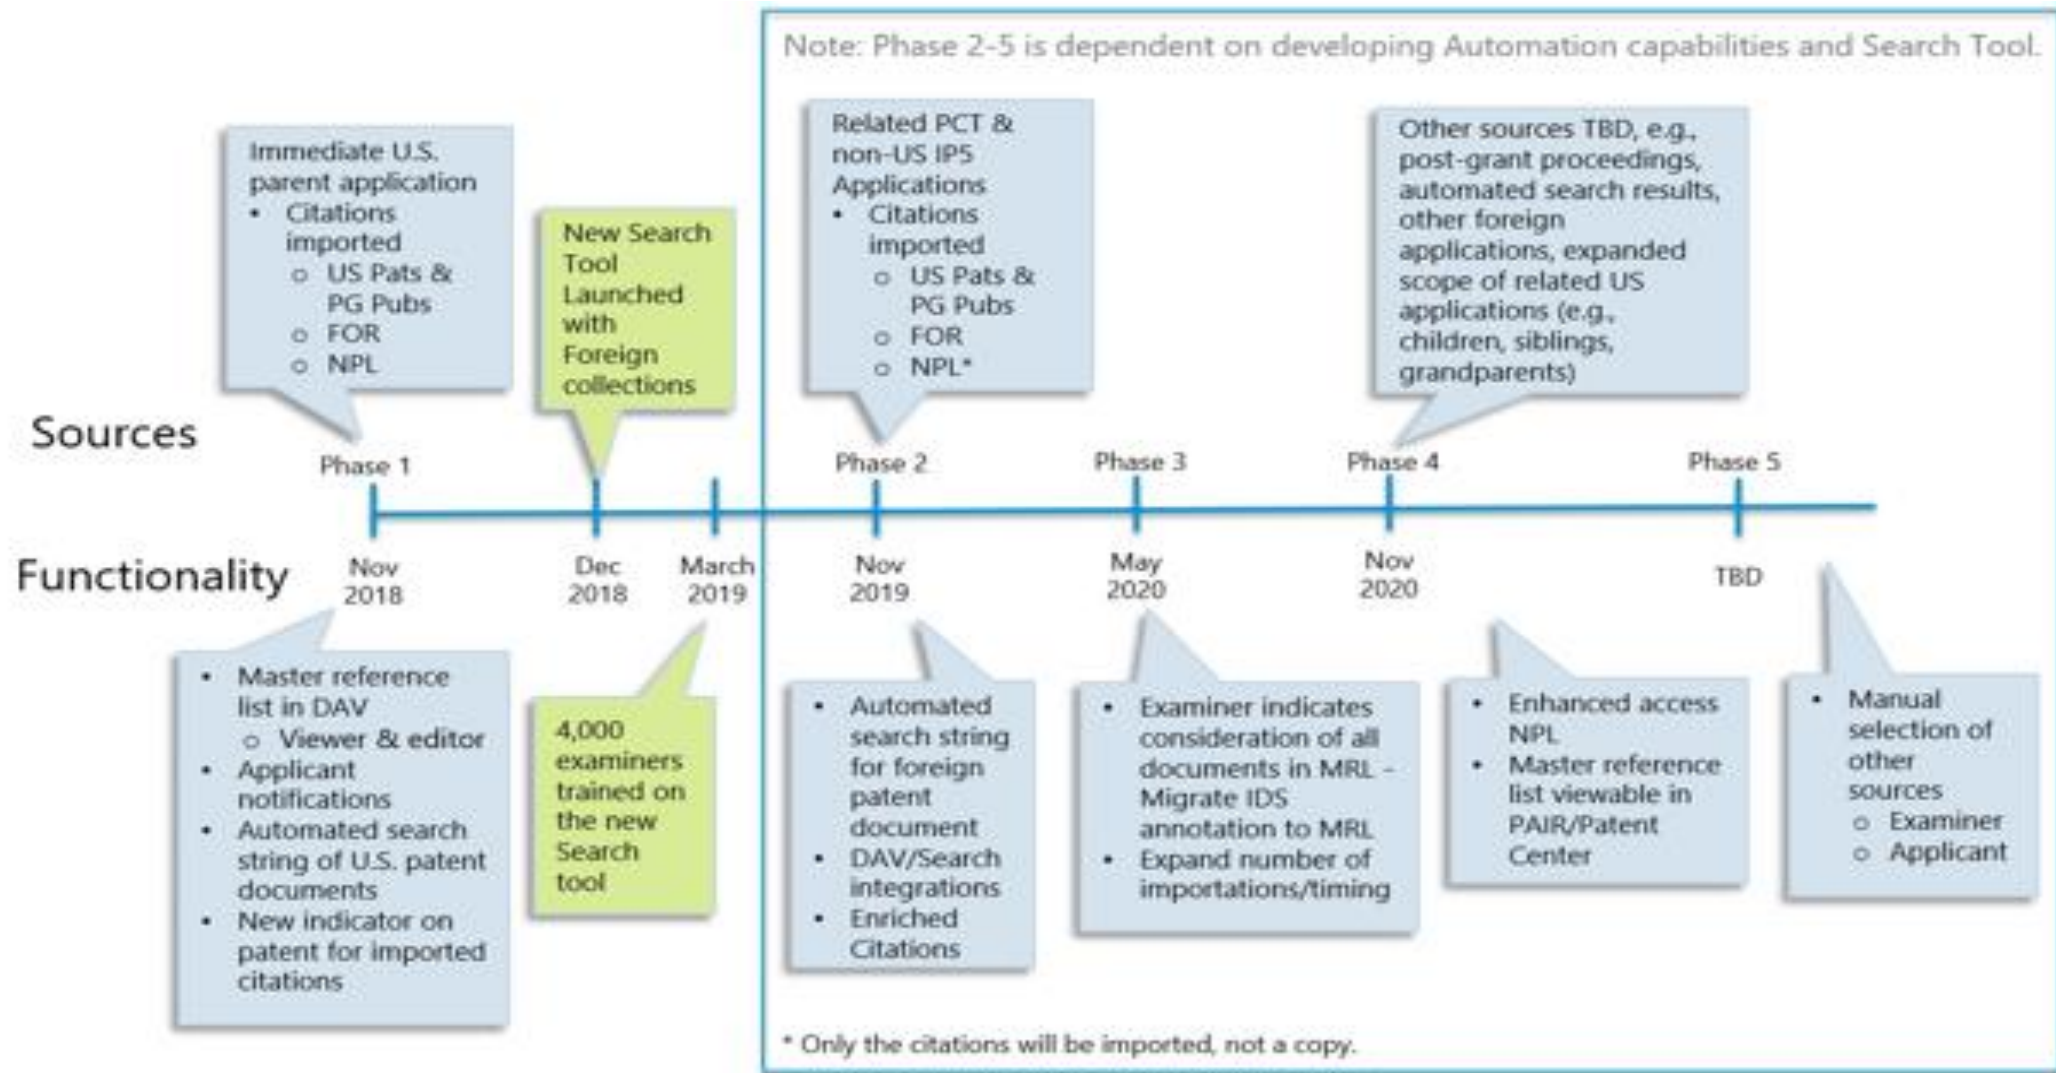 Note: Phase 2-5 is dependent on developing Automation capabilities and Search Tool.
Immediate U.S.
parent application
• Citations
imported
o US Pats &
PG Pubs
o FOR
o NPL
New Search
Tool
Launched
with
Foreign
collections
Related PCT &
non-US IP5
Applications
• Citations
imported
o US Pats &
PG Pubs
o FOR
o NPL*
Other sources TBD, e.g.,
post-grant proceedings,
automated search results,
other foreign
applications, expanded
scope of related US
applications (e.g.,
children, siblings,
grandparents)
Sources
Phase 1
Phase 2
Phase 3
Phase 4
Phase 5
Functionality
Nov
2018
Dec
2018
March
2019
Nov
2019
May
2020
Nov
2020
TBD
• Master reference
list in DAV
o Viewer & editor
• Applicant
notifications
• Automated search
string of U.S. patent
documents
• New indicator on
patent for imported
citations
4,000
examiners
trained on
the new
Search
tool
• Automated
search string
for foreign
patent
document
• DAV/Search
integrations
• Enriched
Citations
• Examiner indicates
consideration of all
documents in MRL -
Migrate IDS
annotation to MRL
• Expand number of
importations/timing
• Enhanced access
NPL
• Master reference
list viewable in
PAIR/Patent
Center
• Manual
selection of
other
sources
o Examiner
o Applicant
* Only the citations will be imported, not a copy.